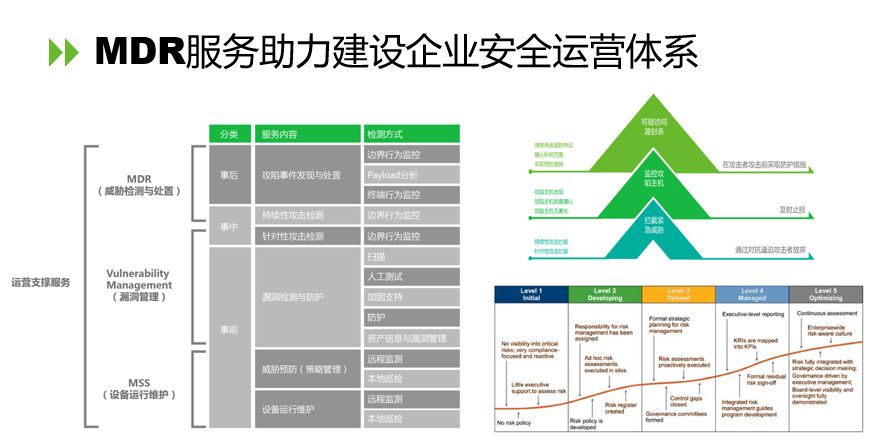 MDR服务助力建设企业安全运营体系
运营支撑服务
MDR
（威胁检测与处置）
Vulnerability
Management
（漏洞管理）
MSS
（设备运行维护）
分类
服务内容
检测方式
事后
攻陷事件发现与处置
边界行为监控
Payload分析
终端行为监控
事中
持续性攻击检测
边界行为监控
针对性攻击检测
边界行为监控
事前
漏洞检测与防护
扫描
人工测试
加固支持
防护
资产信息与漏洞管理
威胁预防（策略管理）
远程监测
本地巡检
设备运行维护
远程监测
本地巡检
可疑访问
源封杀
确认影响范围
采取预防措施
在攻击者攻击前采取防护措施
监控攻
陷主机
攻陷主机发现
攻陷主机质量确认
攻陷主机无害化
及时止损
拦截紧
急威胁
持续性攻击拦截
针对性攻击拦截
通过对抗逼迫攻击者放弃
Level 1
Initial
Level 2
Developing
Level 3
Defined
Level 4
Managed
Level 5
Optimizing
No visibility into critical
risks; very compliance-
focused and reactive
Little executive
support to assess risk
No risk policy
Responsibility for risk
management has been
assigned
Ad hoc risk
assessments
executed in silos
Risk register
created
Risk policy is
developed
Formal strategic
planning for risk
management
Risk assessments
proactively executed
Control gaps
closed
Governance committees
formed
Executive-level reporting
KRIs are mapped
into KPIs
Formal residual
risk sign-off
Integrated risk
management guides
program development
Continuous assessment
Enterprisewide
risk-aware culture
Risk fully integrated with
strategic decision making;
Governance driven by
executive management;
Board-level visibility and
oversight fully
demonstrated